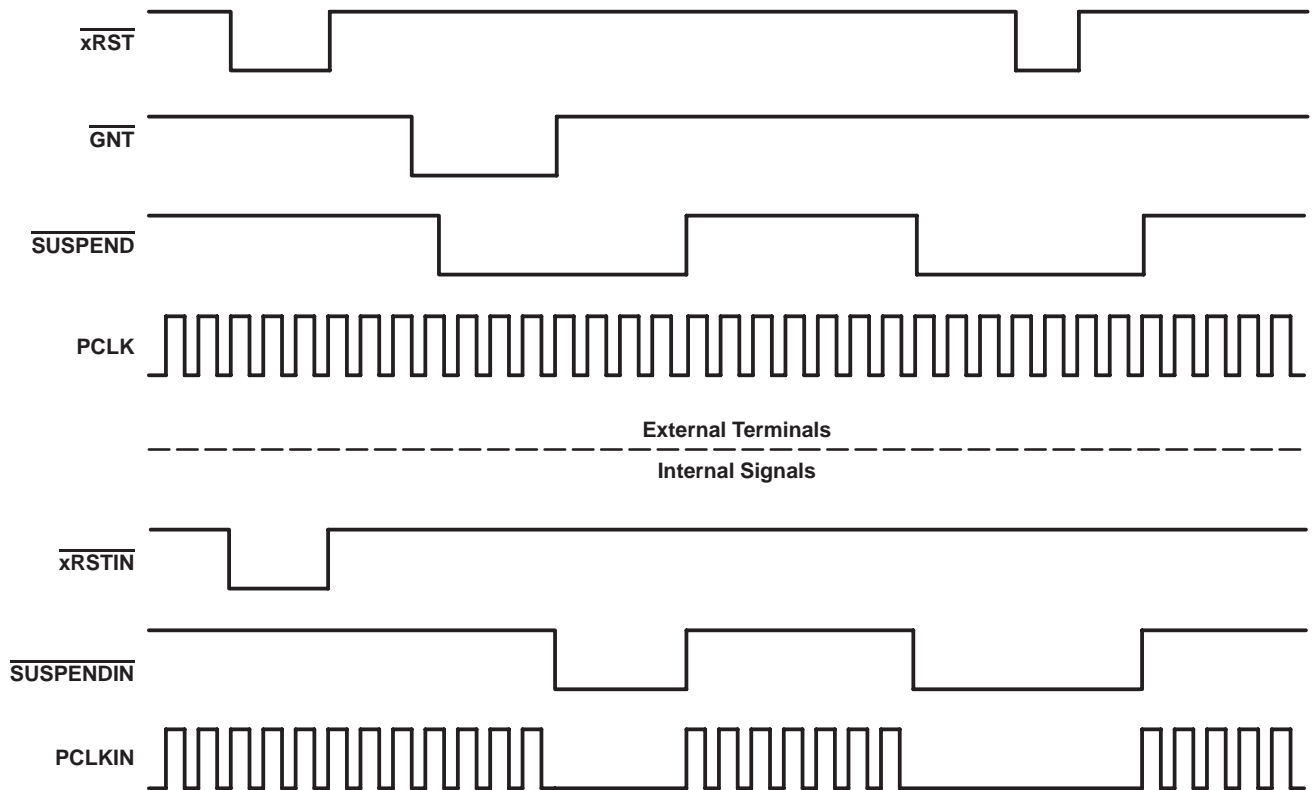 xRST
GNT
SUSPEND
PCLK
External Terminals
Internal Signals
xRSTIN
SUSPENDIN
PCLKIN